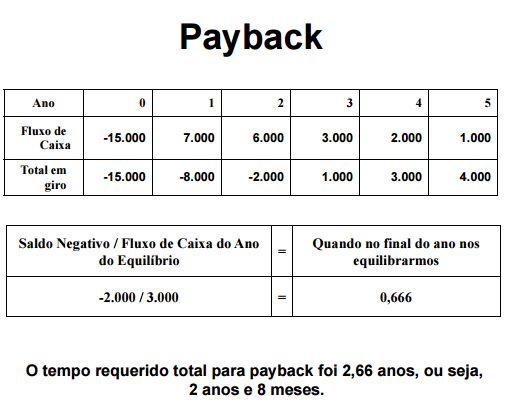 Payback
Ano 0 1 2 3 4 5
Fluxo de
Caixa -15.000 7.000 6.000 3.000 2.000 1.000
Total em
giro -15.000 -8.000 -2.000 1.000 3.000 4.000
Saldo Negativo / Fluxo de Caixa do Ano
do Equilíbrio
=
Quando no final do ano nos
equilibrarmos
-2.000 / 3.000 = 0,666
O tempo requerido total para payback foi 2,66 anos, ou seja,
2 anos e 8 meses.